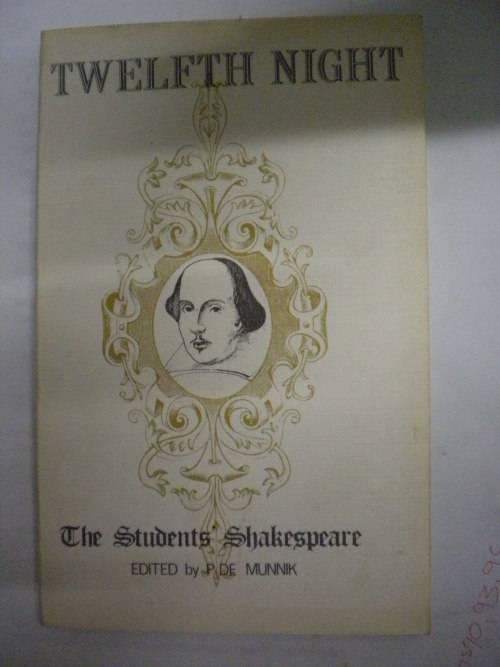 TWELFTH NIGHT
The Students' Shakespeare
EDITED by P. DE MUNNIK